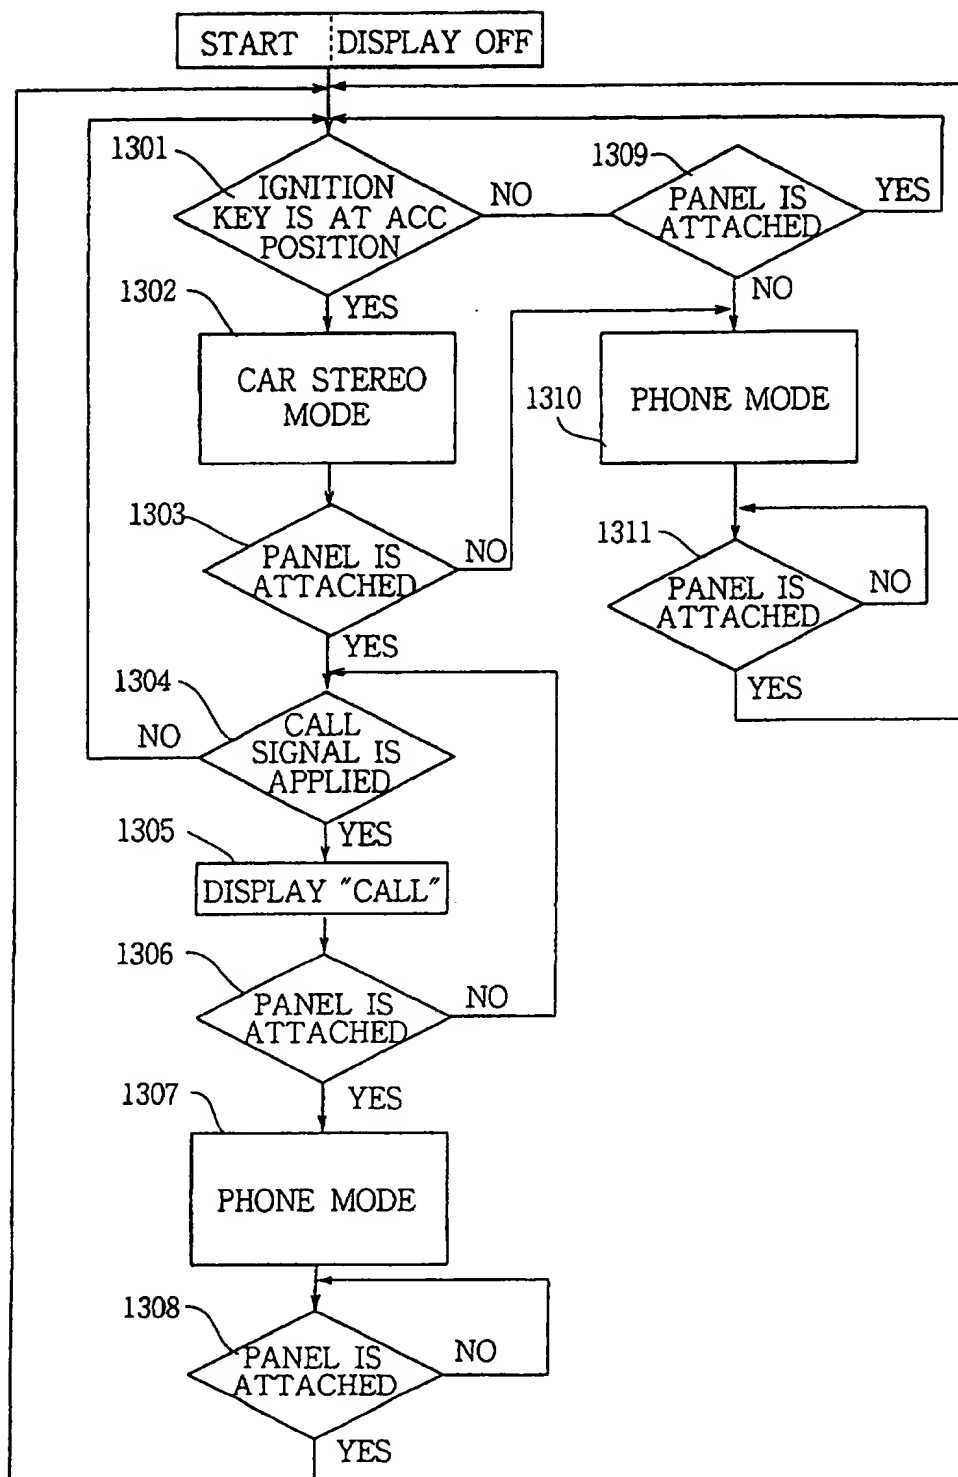 START DISPLAY OFF
1301
IGNITION
KEY IS AT ACC
POSITION
NO
1309
PANEL IS
ATTACHED
YES
YES
NO
1302
CAR STEREO
MODE
1310
PHONE MODE
1303
PANEL IS
ATTACHED
NO
YES
1311
PANEL IS
ATTACHED
NO
YES
1304
CALL
SIGNAL IS
APPLIED
NO
YES
1305
DISPLAY "CALL"
1306
PANEL IS
ATTACHED
NO
YES
1307
PHONE MODE
1308
PANEL IS
ATTACHED
NO
YES